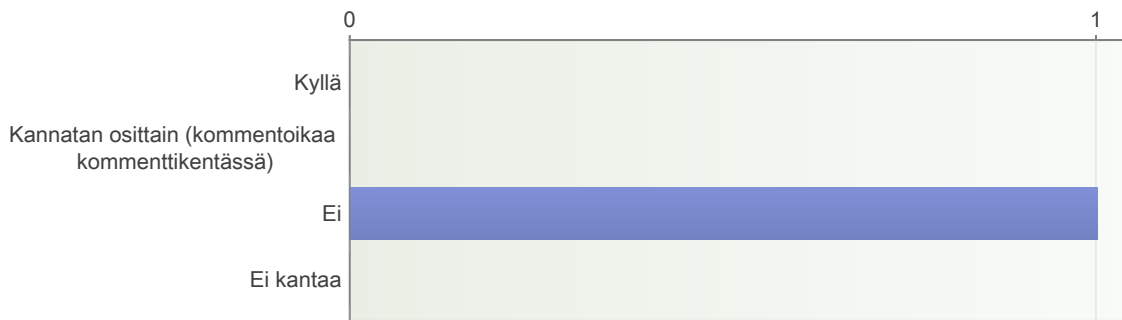 0 1
Kyllä
Kannatan osittain (kommentoikaa
kommenttikentässä)
Ei
Ei kantaa